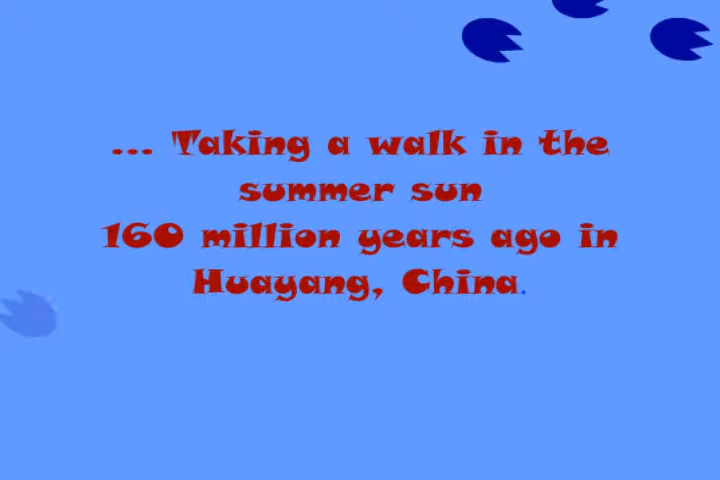 ... Taking a walk in the
summer sun
160 million years ago in
Huayang, China.